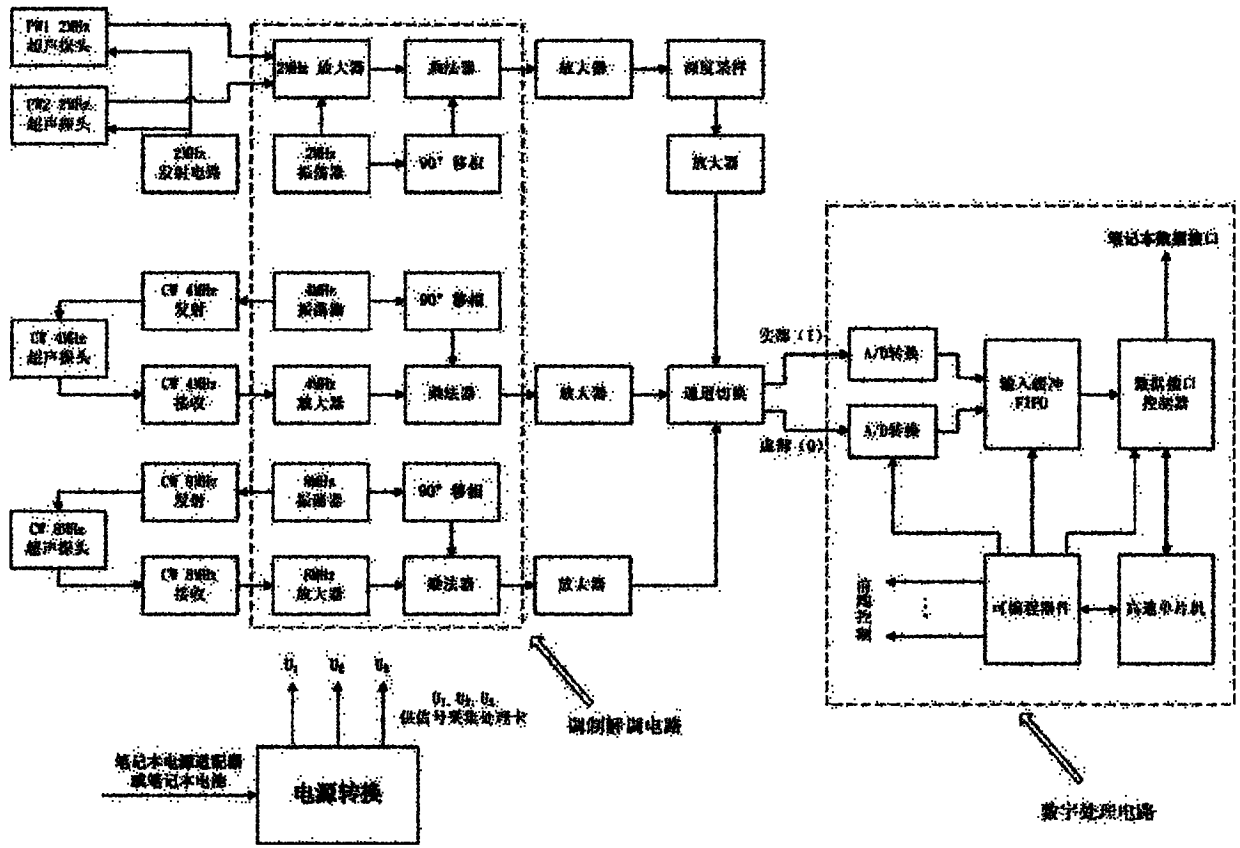 PW1 2MHz
超声探头
2MHz 放大器
乘法器
放大器
深度采样
PW2 2MHz
超声探头
2MHz
发射电路
2MHz
振荡器
90° 移相
放大器
笔记本数据接口
CW 4MHz
发射
4MHz
振荡器
90° 移相
CW 4MHz
超声探头
实部 (I)
A/D转换
CW 4MHz
接收
4MHz
放大器
乘法器
放大器
通道切换
输入缓冲
FIFO
数据接口
控制器
虚部 (Q)
A/D转换
CW 8MHz
发射
8MHz
振荡器
90° 移相
CW 8MHz
超声探头
CW 8MHz
接收
8MHz
放大器
乘法器
放大器
前端控制
可编程器件
高速单片机
U₁
U₂
U₃
U₁, U₂, U₃
供信号采集处理卡
调制解调电路
笔记本电源适配器
或笔记本电池
电源转换
数字处理电路